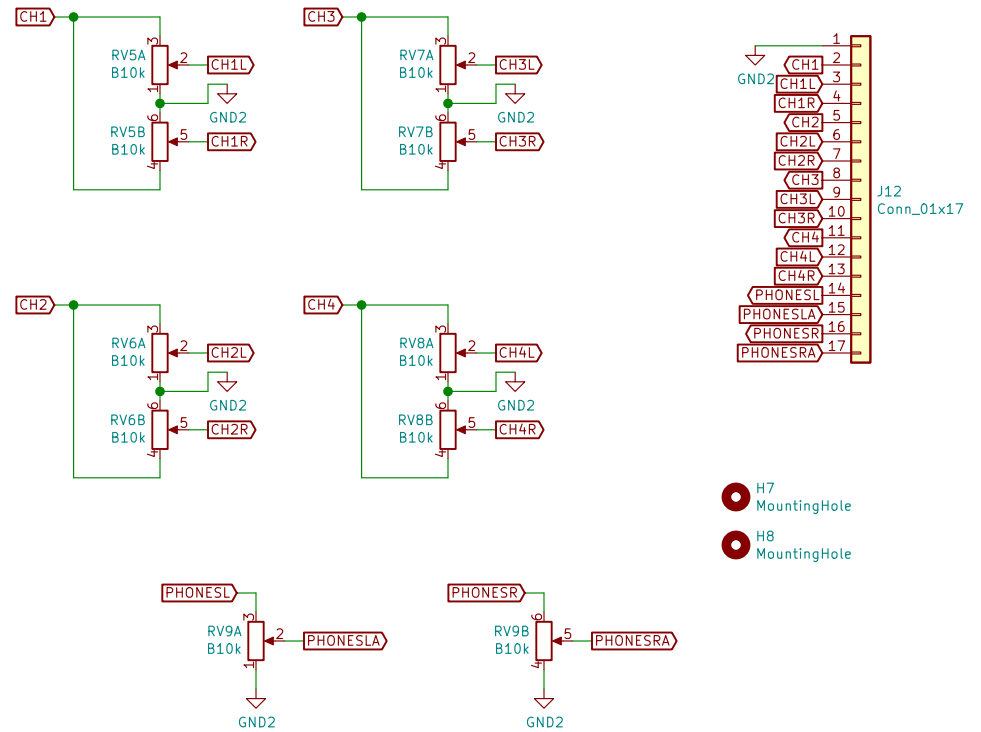 CH1
3
RV5A
B10k
2
CH1L
1
GND2
6
RV5B
B10k
5
CH1R
4
CH3
3
RV7A
B10k
2
CH3L
1
GND2
6
RV7B
B10k
5
CH3R
4
CH2
3
RV6A
B10k
2
CH2L
1
GND2
6
RV6B
B10k
5
CH2R
4
CH4
3
RV8A
B10k
2
CH4L
1
GND2
6
RV8B
B10k
5
CH4R
4
GND2
1
CH1 2
CH1L 3
CH1R 4
CH2 5
CH2L 6
CH2R 7
CH3 8
CH3L 9
CH3R 10
CH4 11
CH4L 12
CH4R 13
PHONESL 14
PHONESLA 15
PHONESR 16
PHONESRA 17
J12
Conn_01x17
H7
MountingHole
H8
MountingHole
PHONESL
3
RV9A
B10k
2
PHONESLA
1
GND2
PHONESR
6
RV9B
B10k
5
PHONESRA
4
GND2